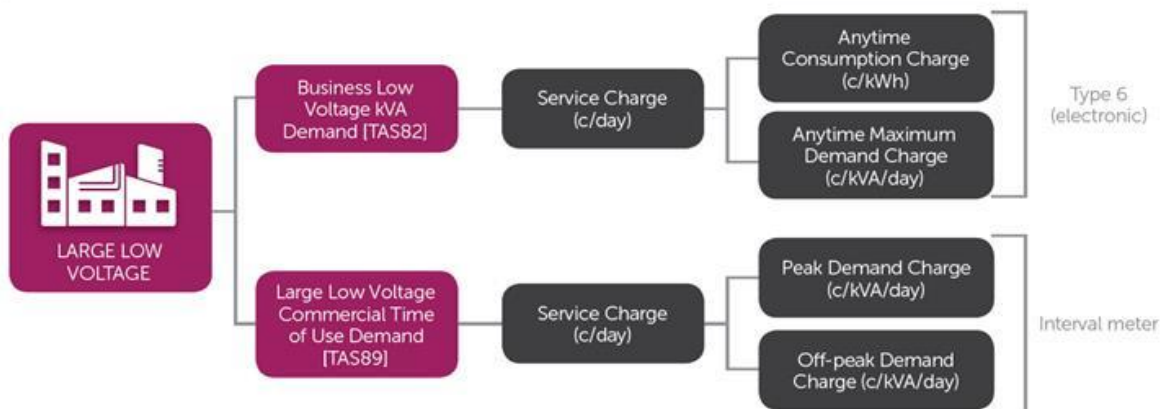 LARGE LOW
VOLTAGE
Business Low
Voltage kVA
Demand [TAS82]
Service Charge
(c/day)
Anytime
Consumption Charge
(c/kWh)
Anytime Maximum
Demand Charge
(c/kVA/day)
Type 6
(electronic)
Large Low Voltage
Commercial Time
of Use Demand
[TAS89]
Service Charge
(c/day)
Peak Demand Charge
(c/kVA/day)
Off-peak Demand
Charge (c/kVA/day)
Interval meter